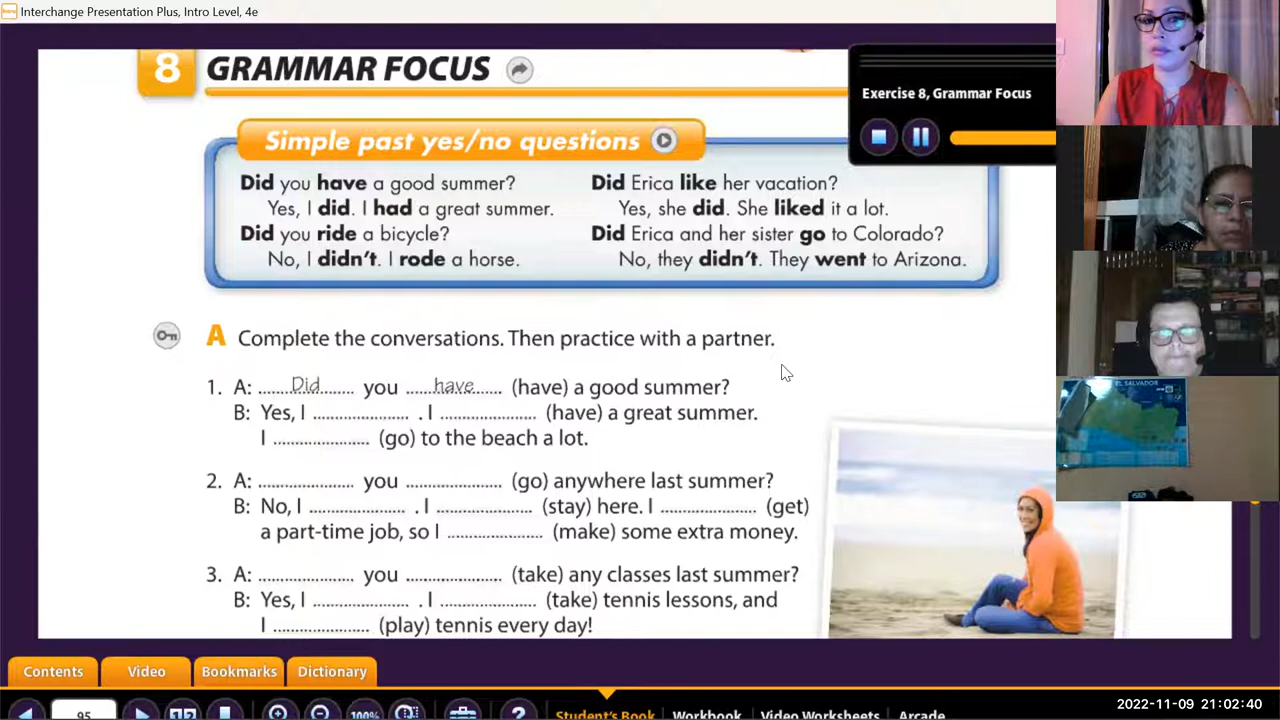 Interchange Presentation Plus, Intro Level, 4e
8 GRAMMAR FOCUS
Exercise 8, Grammar Focus
Simple past yes/no questions
Did you have a good summer?
Yes, I did. I had a great summer.
Did you ride a bicycle?
No, I didn't. I rode a horse.
Did Erica like her vacation?
Yes, she did. She liked it a lot.
Did Erica and her sister go to Colorado?
No, they didn't. They went to Arizona.
A Complete the conversations. Then practice with a partner.
1. A: ....Did.... you ....have.... (have) a good summer?
B: Yes, I .................... . I .................... (have) a great summer.
I .................... (go) to the beach a lot.
2. A: .................... you .................... (go) anywhere last summer?
B: No, I .................... . I .................... (stay) here. I .................... (get)
a part-time job, so I .................... (make) some extra money.
3. A: .................... you .................... (take) any classes last summer?
B: Yes, I .................... . I .................... (take) tennis lessons, and
I .................... (play) tennis every day!
EL SALVADOR
Contents Video Bookmarks Dictionary
95 100% ? Student's Book Workbook Video Worksheets Arcade
2022-11-09 21:02:40